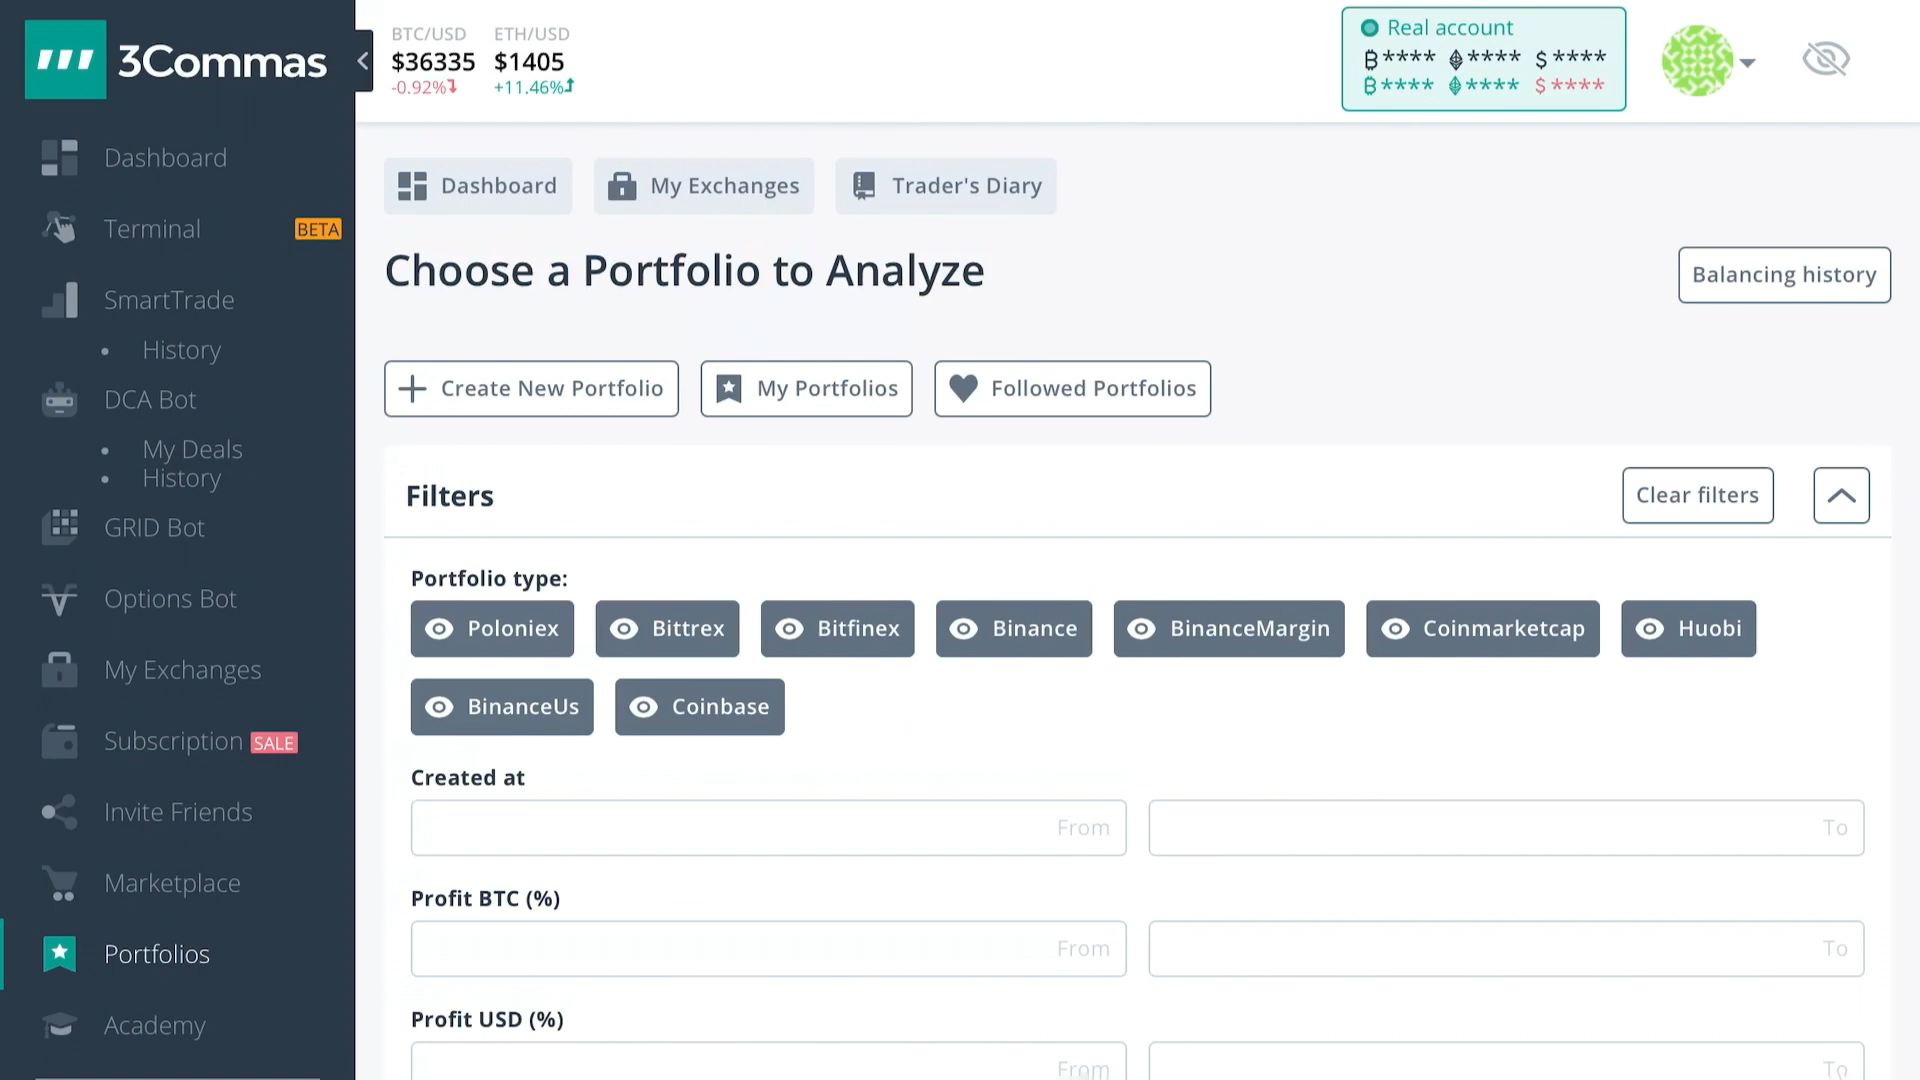 3Commas
BTC/USD ETH/USD
$36335 $1405
-0.92% +11.46%
Real account
**** **** $ ****
**** **** $ ****
Dashboard
Terminal BETA
SmartTrade
• History
DCA Bot
• My Deals
• History
GRID Bot
Options Bot
My Exchanges
Subscription SALE
Invite Friends
Marketplace
Portfolios
Academy
Dashboard My Exchanges Trader's Diary
Choose a Portfolio to Analyze
Balancing history
Create New Portfolio My Portfolios Followed Portfolios
Filters Clear filters
Portfolio type:
Poloniex Bittrex Bitfinex Binance BinanceMargin Coinmarketcap Huobi
BinanceUs Coinbase
Created at
From To
Profit BTC (%)
From To
Profit USD (%)
From To